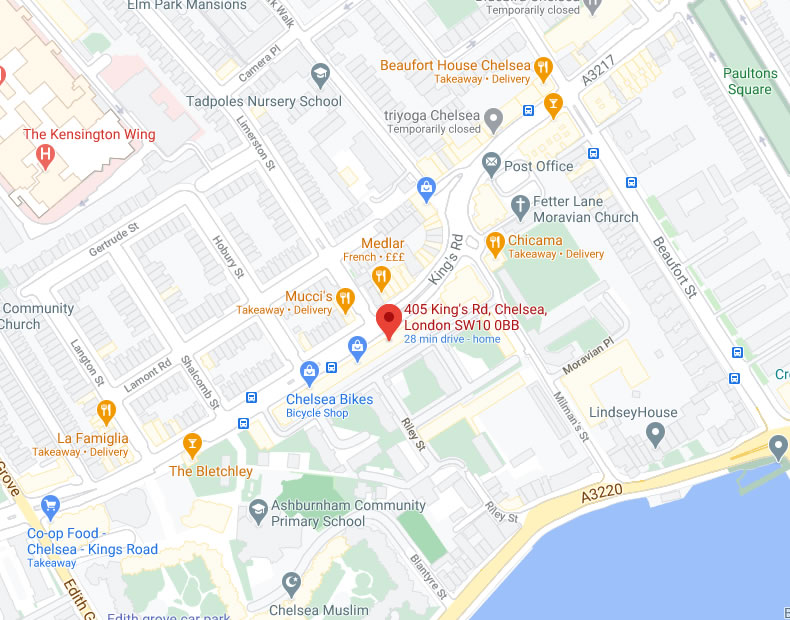 Elm Park Mansions
Park Walk
Bluebird Chelsea
Temporarily closed
Camera Pl
Beaufort House Chelsea
Takeaway • Delivery
A3217
Paultons
Square
Tadpoles Nursery School
triyoga Chelsea
Temporarily closed
The Kensington Wing
H
Limerston St
Post Office
Fetter Lane
Moravian Church
Gertrude St
Hobury St
Medlar
French • £££
King's Rd
Chicama
Takeaway • Delivery
Beaufort St
Mucci's
Takeaway • Delivery
405 King's Rd, Chelsea,
London SW10 0BB
28 min drive - home
Community
Church
Langton St
Lamont Rd
Shalcomb St
Moravian Pl
Chelsea Bikes
Bicycle Shop
Milman's St
LindseyHouse
La Famiglia
Takeaway • Delivery
Riley St
The Bletchley
Grove
A3220
Ashburnham Community
Primary School
Riley St
Co-op Food -
Chelsea - Kings Road
Takeaway
Blantyre St
Edith G
Chelsea Muslim
Edith grove car park